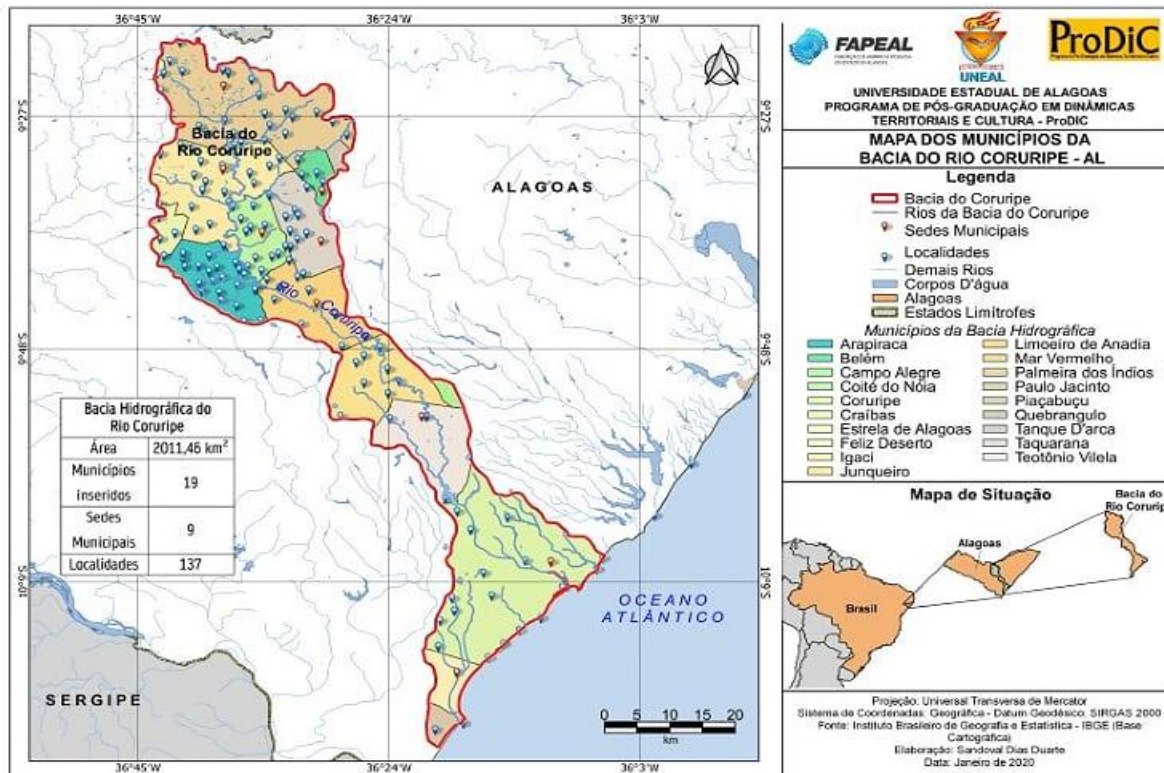 36°45'W
36°24'W
36°3'W
9°27'S
9°48'S
10°9'S
9°27'S
9°48'S
10°9'S
36°45'W
36°24'W
36°3'W
Bacia do
Rio Coruripe
ALAGOAS
Rio Coruripe
OCEANO
ATLÂNTICO
SERGIPE
0 5 10 15 20
km
Bacia Hidrográfica do
Rio Coruripe
Área 2011,46 km²
Municípios
inseridos
19
Sedes
Municipais
9
Localidades 137
FAPEAL
UNEAL
ProDiC
UNIVERSIDADE ESTADUAL DE ALAGOAS
PROGRAMA DE PÓS-GRADUAÇÃO EM DINÂMICAS
TERRITORIAIS E CULTURA - ProDIC
MAPA DOS MUNICÍPIOS DA
BACIA DO RIO CORURIPE - AL
Legenda
Bacia do Coruripe
Rios da Bacia do Coruripe
Sedes Municipais
Localidades
Demais Rios
Corpos D'água
Alagoas
Estados Limítrofes
Municípios da Bacia Hidrográfica
Arapiraca
Belém
Campo Alegre
Coité do Nóia
Coruripe
Craíbas
Estrela de Alagoas
Feliz Deserto
Igaci
Junqueiro
Limoeiro de Anadia
Mar Vermelho
Palmeira dos Índios
Paulo Jacinto
Piaçabuçu
Quebrangulo
Tanque D'arca
Taquarana
Teotônio Vilela
Mapa de Situação
Bacia do
Rio Coruripe
Alagoas
Brasil
Projeção: Universal Transversa de Mercator
Sistema de Coordenadas: Geográfica - Datum Geodésico: SIRGAS 2000
Fonte: Instituto Brasileiro de Geografia e Estatística - IBGE (Base
Cartográfica)
Elaboração: Sandoval Dias Duarte
Data: Janeiro de 2020